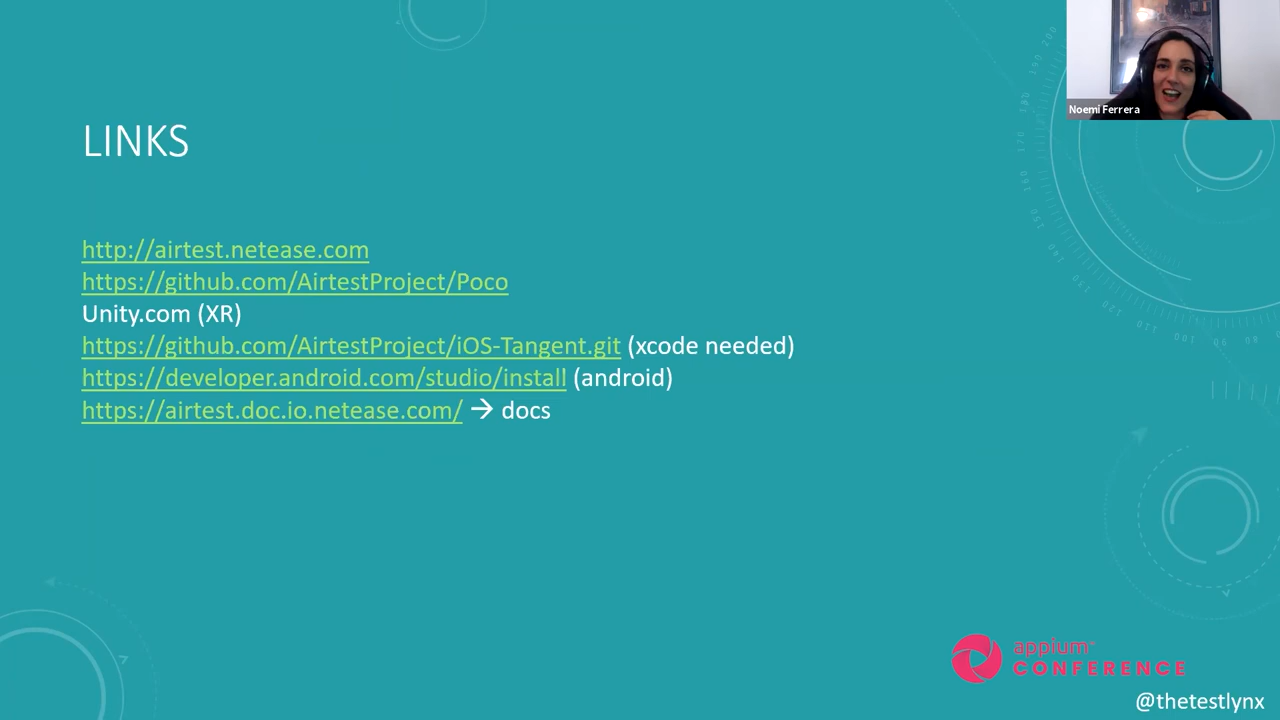 Noemi Ferrera
LINKS
http://airtest.netease.com
https://github.com/AirtestProject/Poco
Unity.com (XR)
https://github.com/AirtestProject/iOS-Tangent.git (xcode needed)
https://developer.android.com/studio/install (android)
https://airtest.doc.io.netease.com/ → docs
appium™
CONFERENCE
@thetestlynx